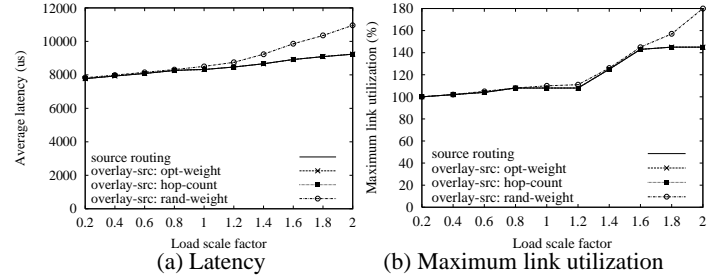 12000
10000
8000
6000
4000
2000
0
Average latency (us)
source routing
overlay-src: opt-weight
overlay-src: hop-count
overlay-src: rand-weight
0.2 0.4 0.6 0.8 1 1.2 1.4 1.6 1.8 2
Load scale factor
(a) Latency
180
160
140
120
100
80
60
40
20
0
Maximum link utilization (%)
source routing
overlay-src: opt-weight
overlay-src: hop-count
overlay-src: rand-weight
0.2 0.4 0.6 0.8 1 1.2 1.4 1.6 1.8 2
Load scale factor
(b) Maximum link utilization